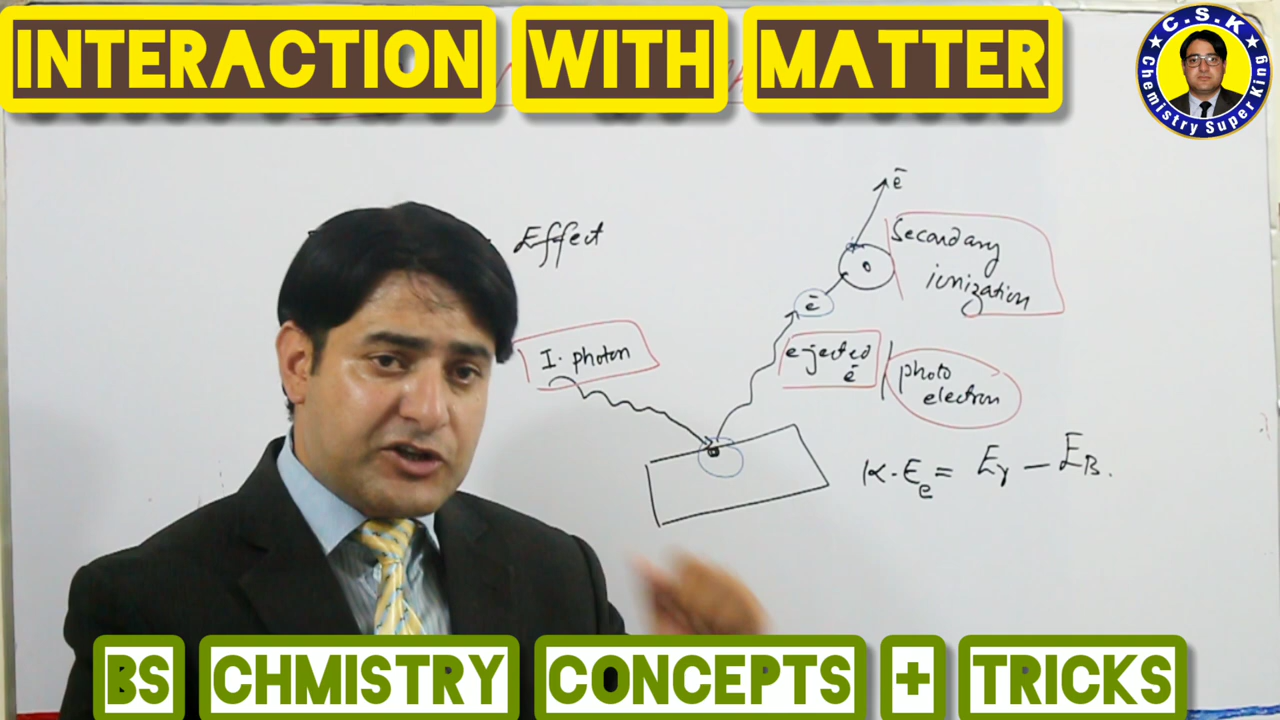 INTERACTION WITH MATTER
C.S.K
Chemistry Super King
Effect
ē
Secondary
ionization
ē
I. photon
ejected
ē
photo
electron
K.Ee = Eγ – EB.
BS CHMISTRY CONCEPTS + TRICKS